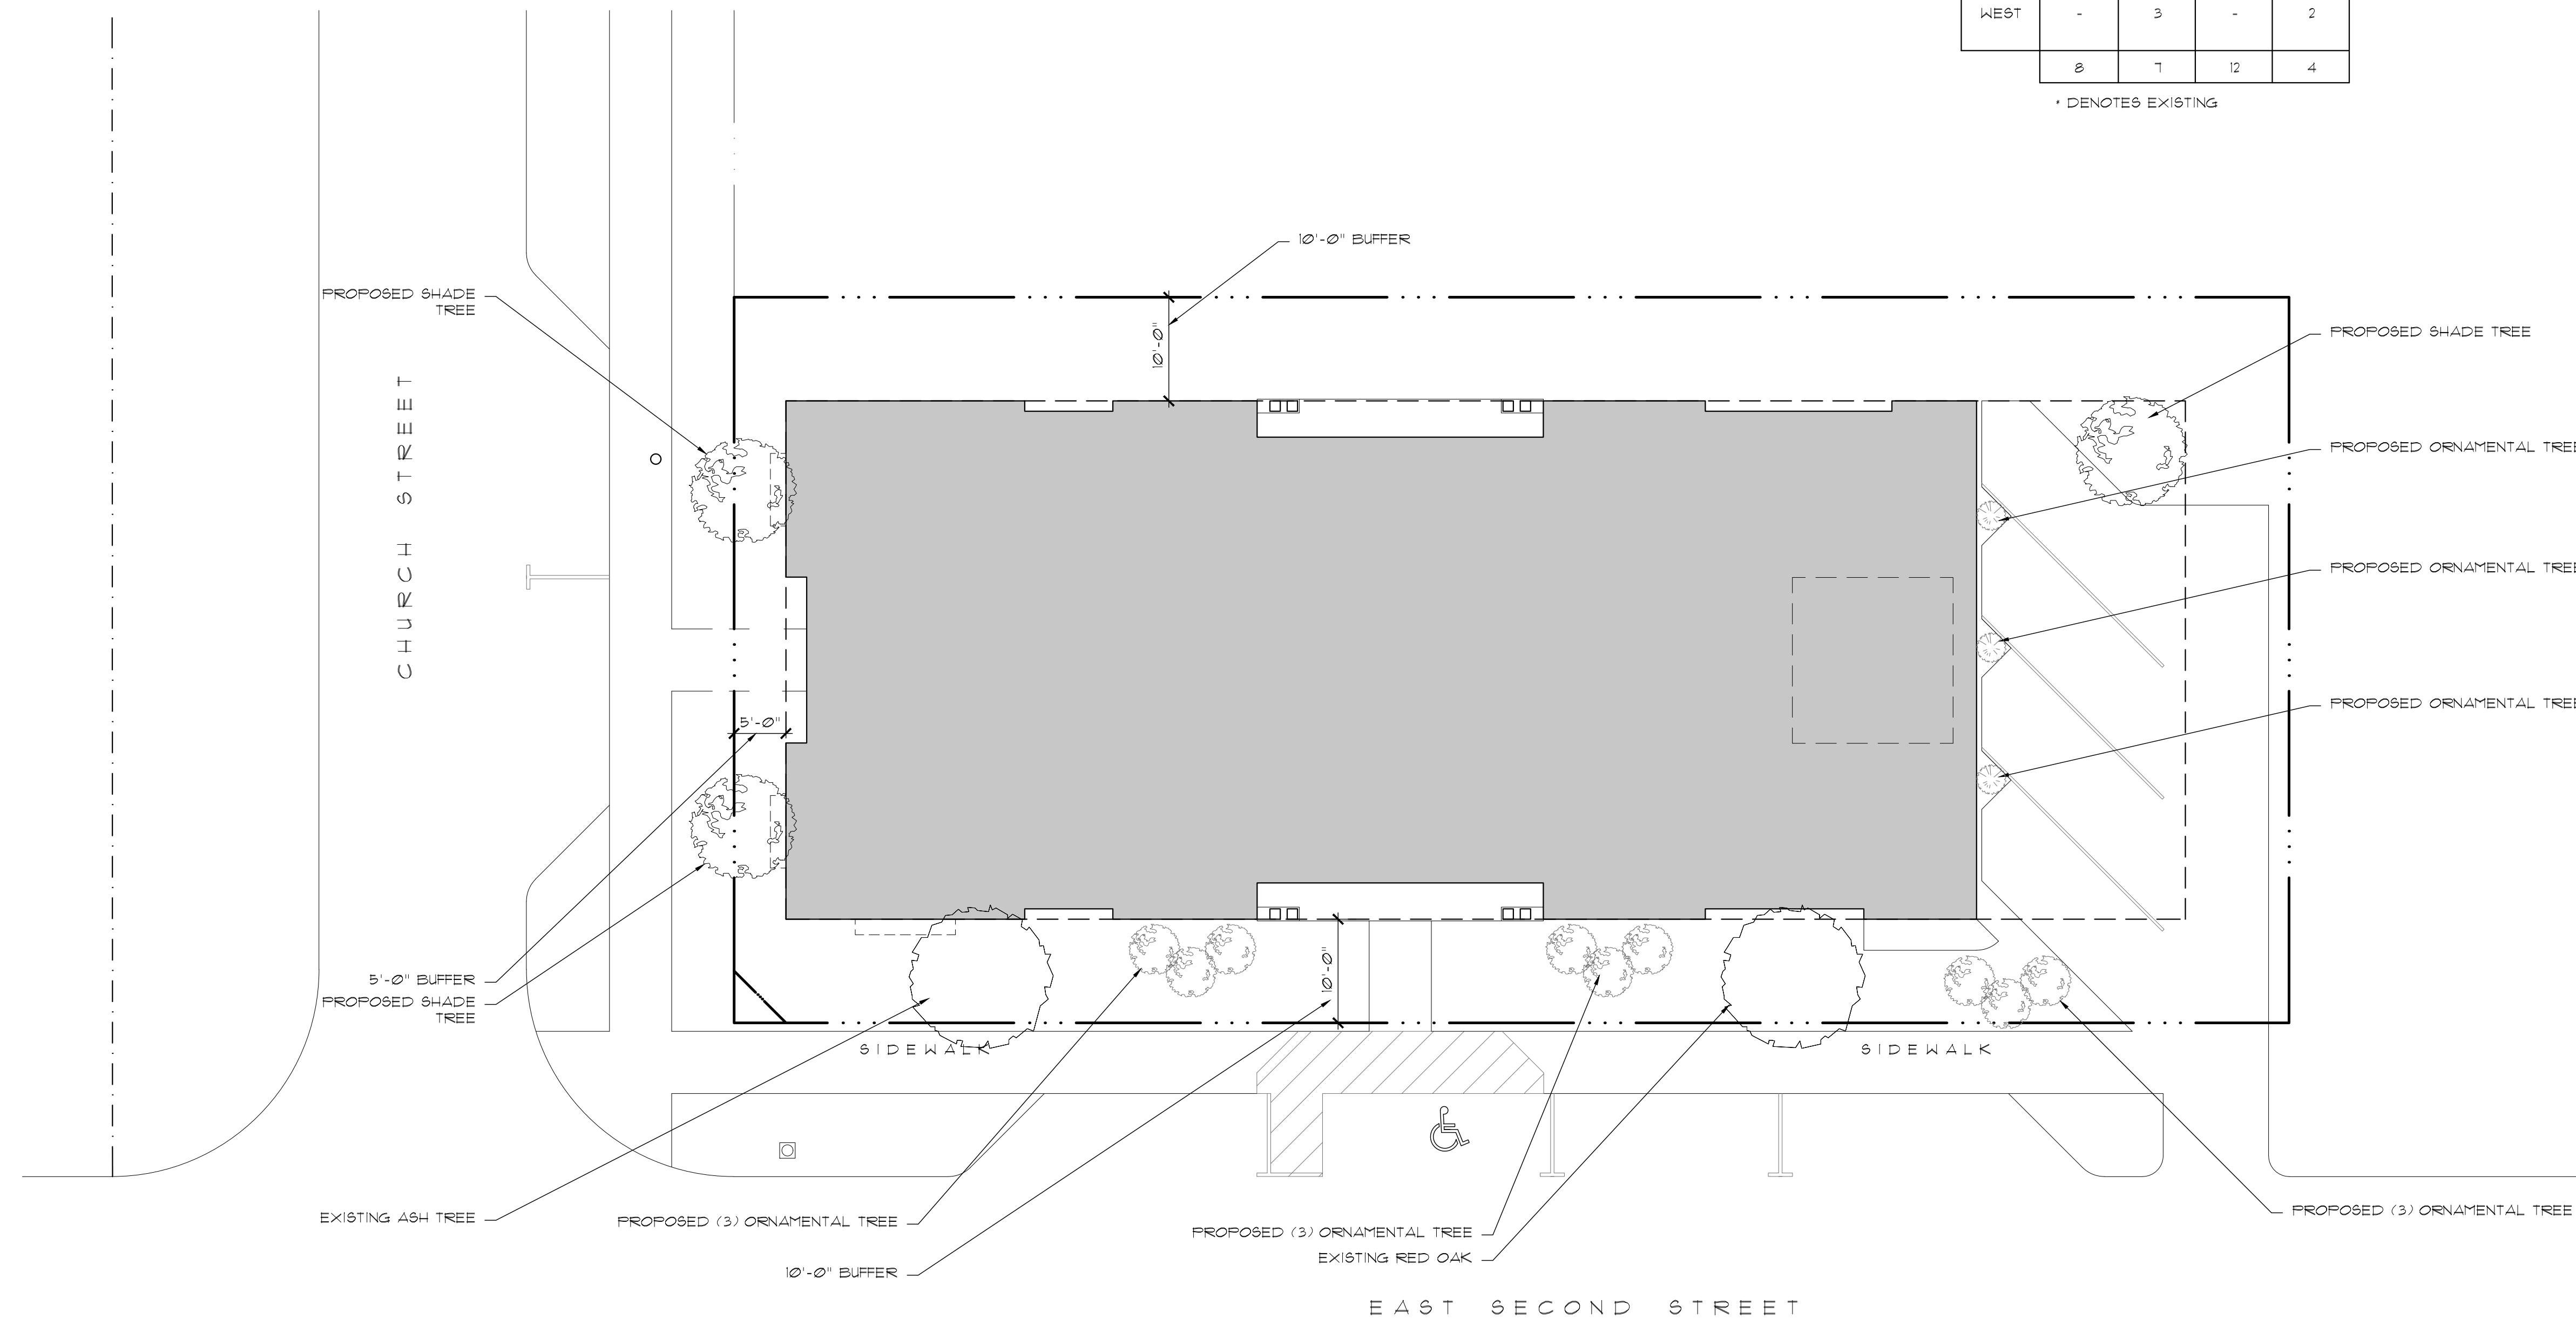 WEST - 3 - 2
8 7 12 4
* DENOTES EXISTING
10'-0" BUFFER
PROPOSED SHADE
TREE
10'-0"
PROPOSED SHADE TREE
CHURCH STREET
PROPOSED ORNAMENTAL TREE
PROPOSED ORNAMENTAL TREE
PROPOSED ORNAMENTAL TREE
5'-0"
5'-0" BUFFER
PROPOSED SHADE
TREE
10'-0"
SIDEWALK
SIDEWALK
EXISTING ASH TREE
PROPOSED (3) ORNAMENTAL TREE
PROPOSED (3) ORNAMENTAL TREE
PROPOSED (3) ORNAMENTAL TREE
EXISTING RED OAK
10'-0" BUFFER
EAST SECOND STREET